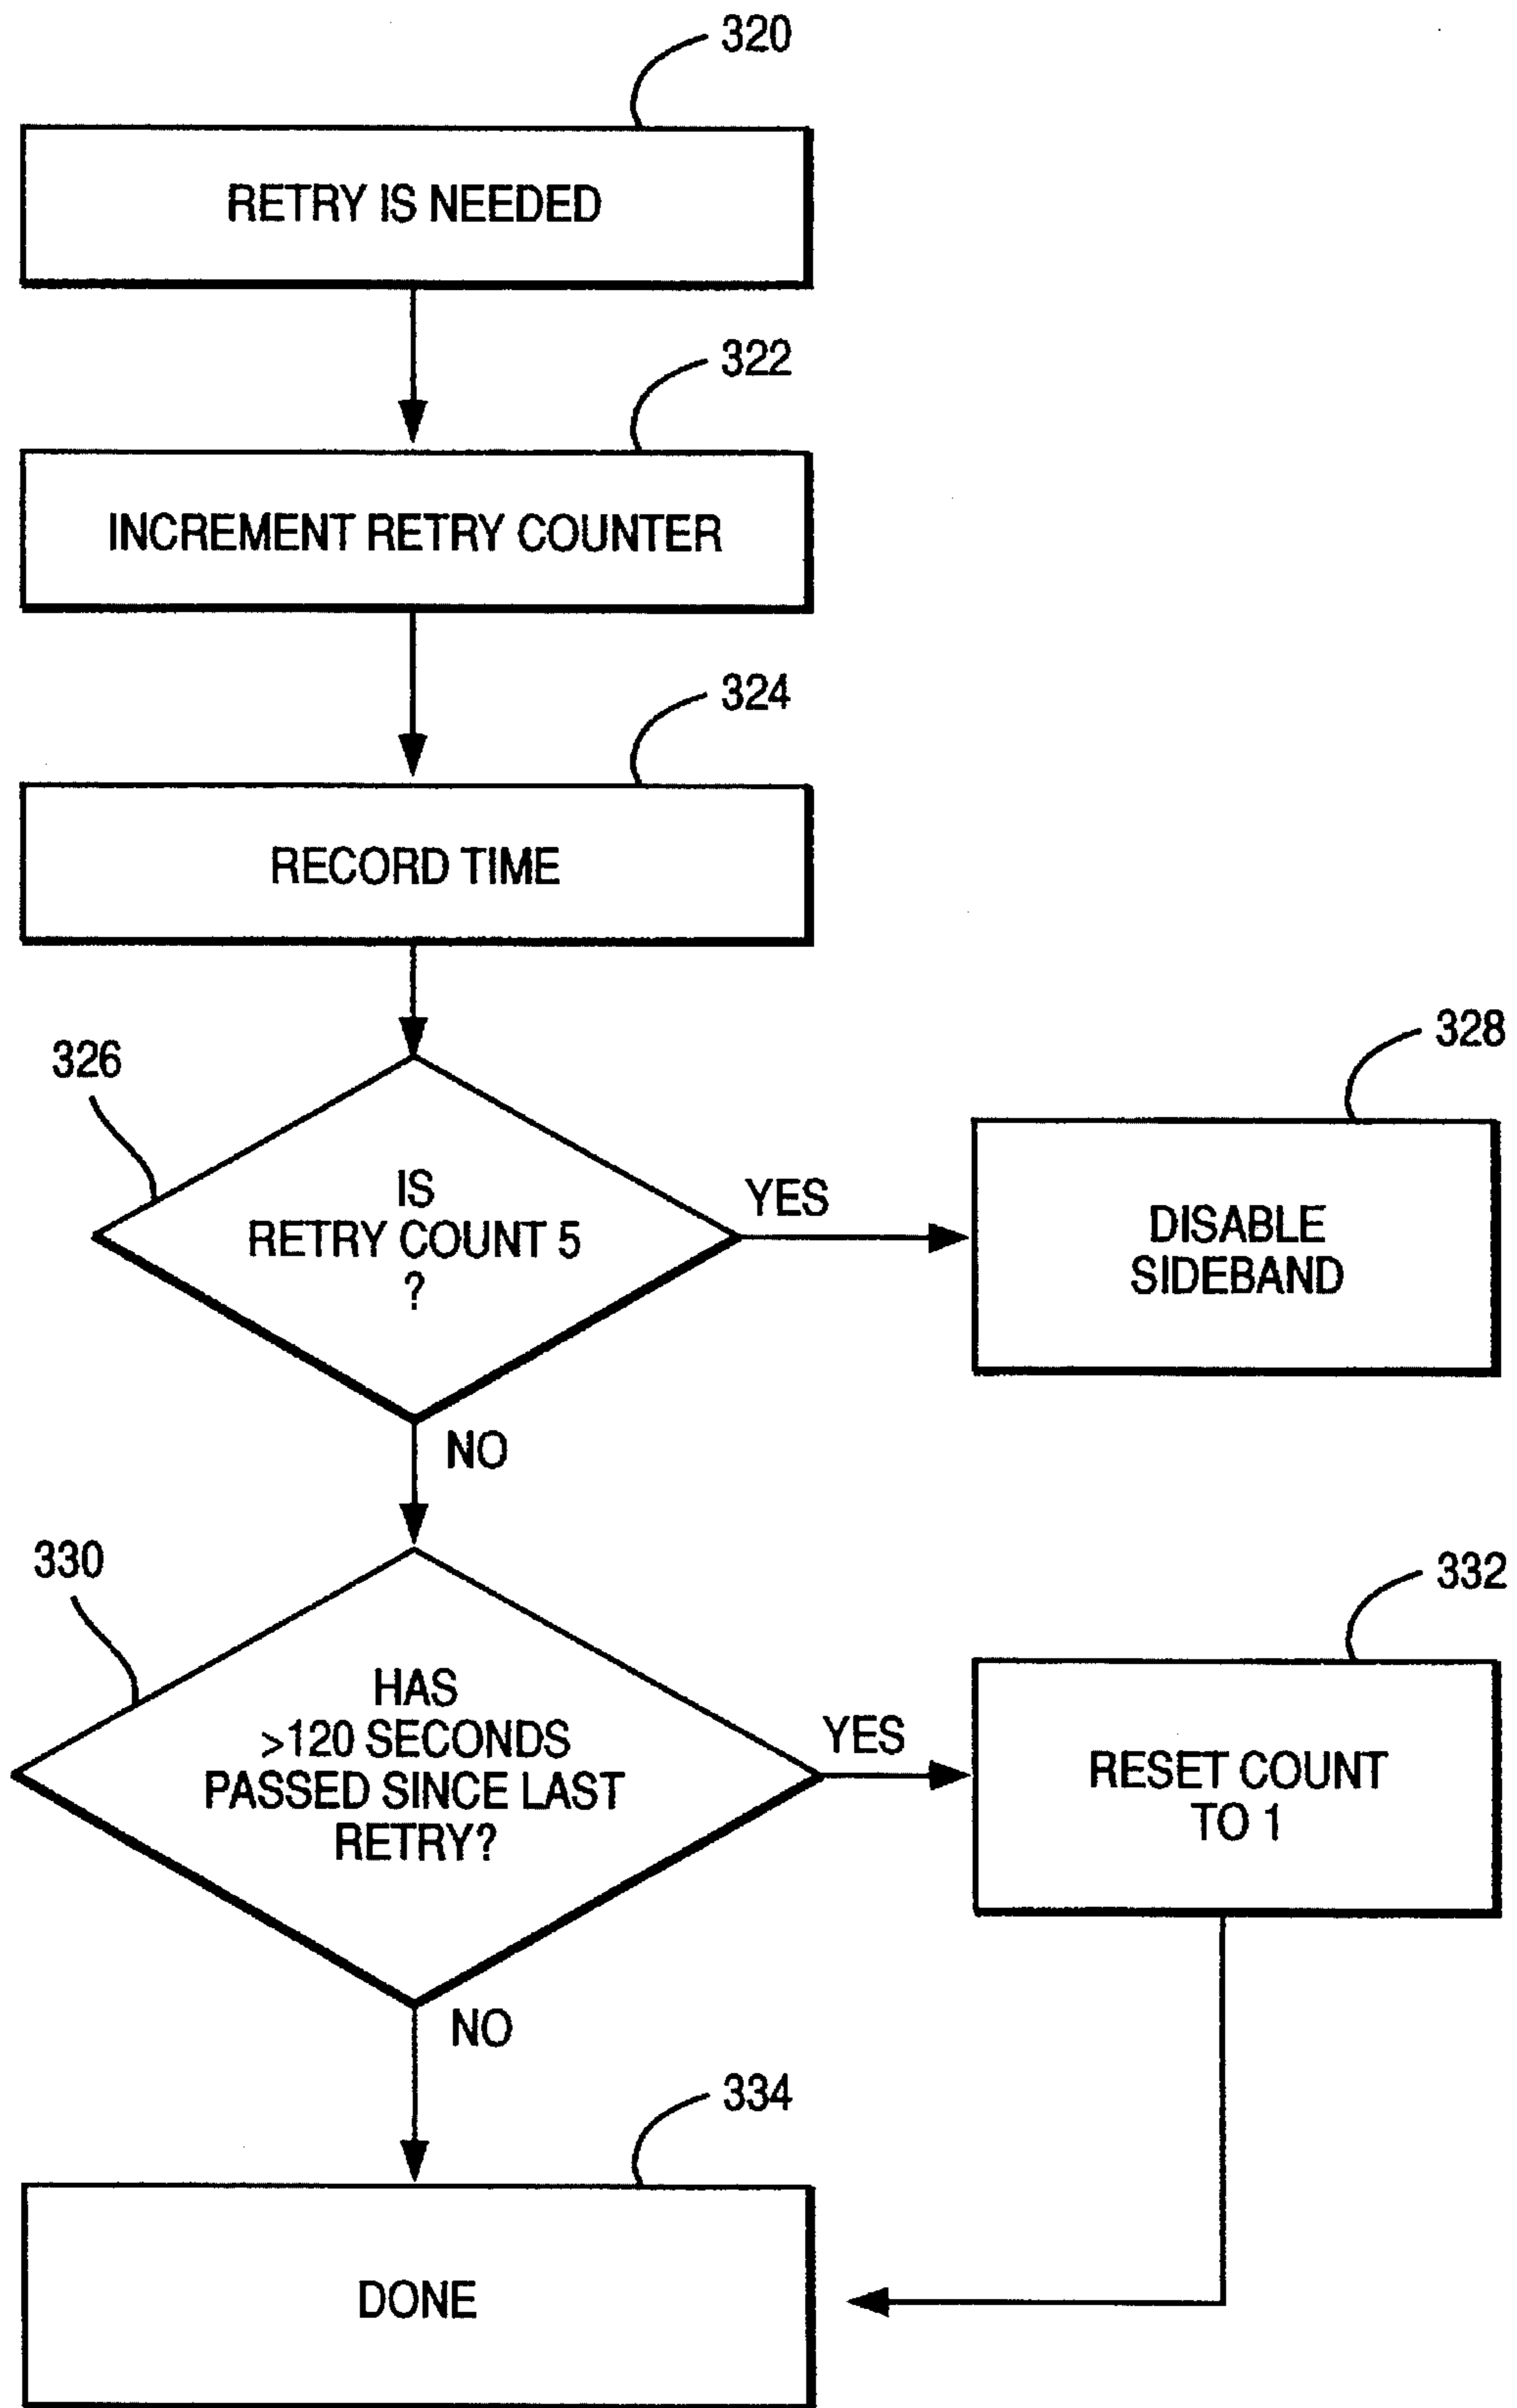 320
RETRY IS NEEDED
322
INCREMENT RETRY COUNTER
324
RECORD TIME
326
IS
RETRY COUNT 5
?
YES
328
DISABLE
SIDEBAND
NO
330
HAS
>120 SECONDS
PASSED SINCE LAST
RETRY?
YES
332
RESET COUNT
TO 1
NO
334
DONE